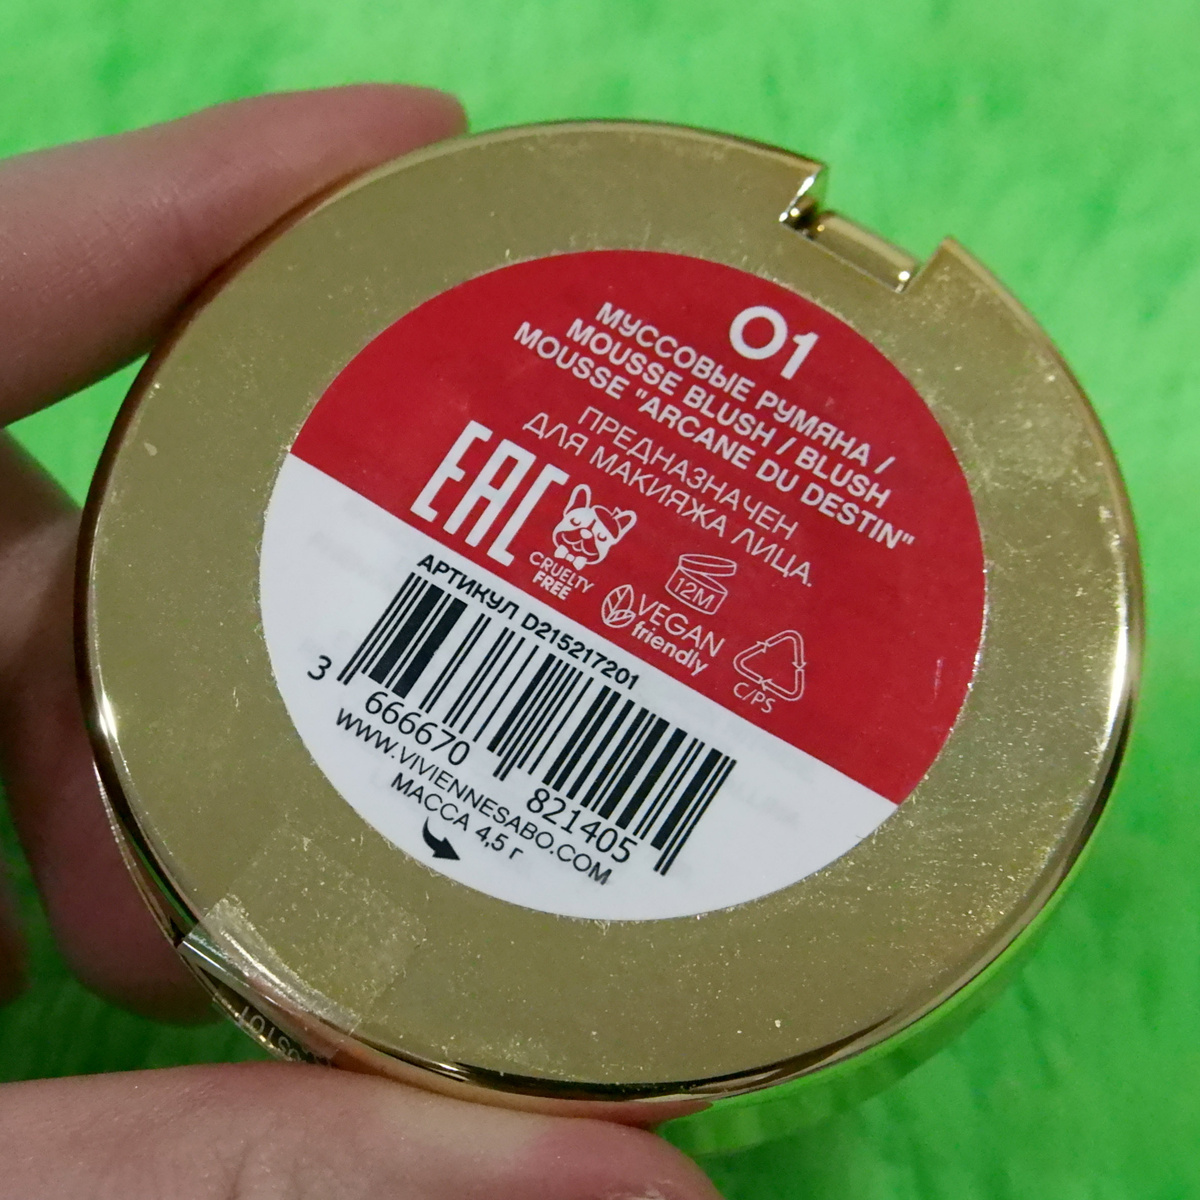 01
МУССОВЫЕ РУМЯНА /
MOUSSE BLUSH / BLUSH
MOUSSE "ARCANE DU DESTIN"
ПРЕДНАЗНАЧЕН
ДЛЯ МАКИЯЖА ЛИЦА.
EAC
CRUELTY
FREE
12M
VEGAN
friendly
C/PS
АРТИКУЛ D215217201
3 666670 821405
WWW.VIVIENNESABO.COM
МАССА 4,5 г